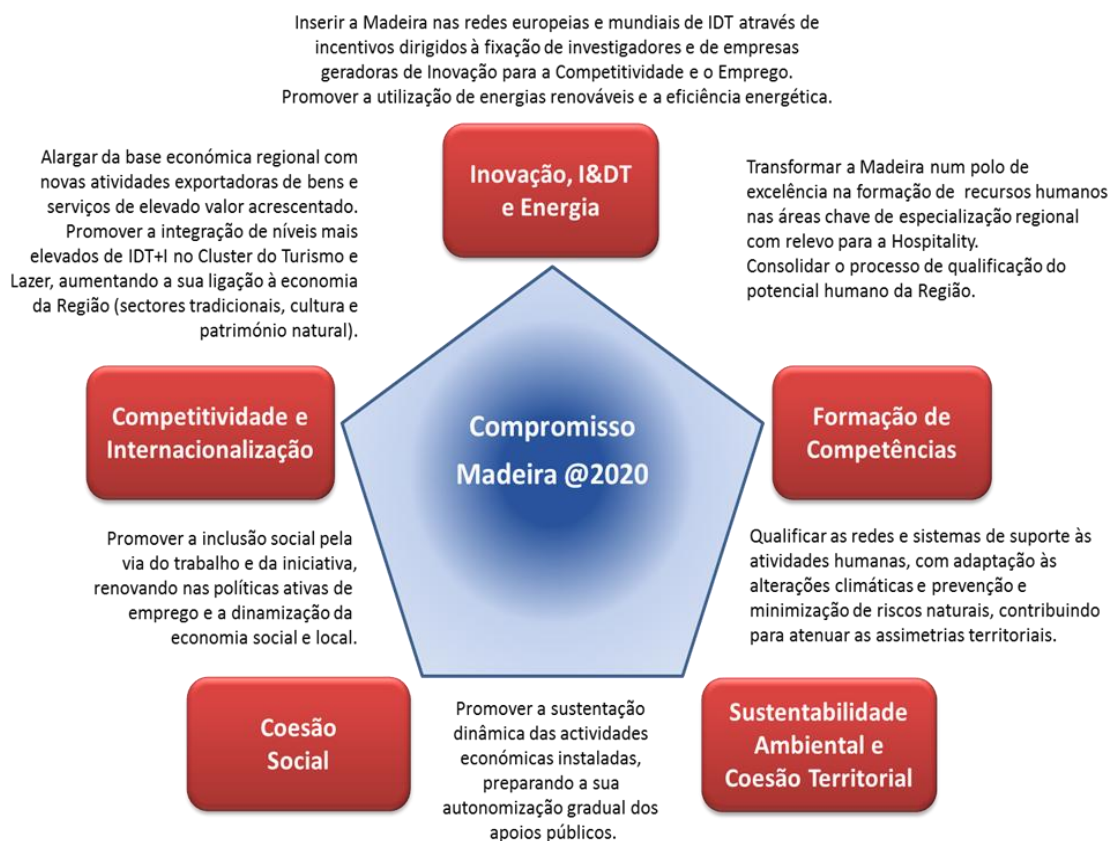 Inserir a Madeira nas redes europeias e mundiais de IDT através de
incentivos dirigidos à fixação de investigadores e de empresas
geradoras de Inovação para a Competitividade e o Emprego.
Promover a utilização de energias renováveis e a eficiência energética.
Inovação, I&DT
e Energia
Alargar da base económica regional com
novas atividades exportadoras de bens e
serviços de elevado valor acrescentado.
Promover a integração de níveis mais
elevados de IDT+I no Cluster do Turismo e
Lazer, aumentando a sua ligação à economia
da Região (sectores tradicionais, cultura e
património natural).
Transformar a Madeira num polo de
excelência na formação de recursos humanos
nas áreas chave de especialização regional
com relevo para a Hospitality.
Consolidar o processo de qualificação do
potencial humano da Região.
Competitividade e
Internacionalização
Compromisso
Madeira @2020
Formação de
Competências
Promover a inclusão social pela
via do trabalho e da iniciativa,
renovando nas políticas ativas de
emprego e a dinamização da
economia social e local.
Qualificar as redes e sistemas de suporte às
atividades humanas, com adaptação às
alterações climáticas e prevenção e
minimização de riscos naturais, contribuindo
para atenuar as assimetrias territoriais.
Coesão
Social
Promover a sustentação
dinâmica das actividades
económicas instaladas,
preparando a sua
autonomização gradual dos
apoios públicos.
Sustentabilidade
Ambiental e
Coesão Territorial